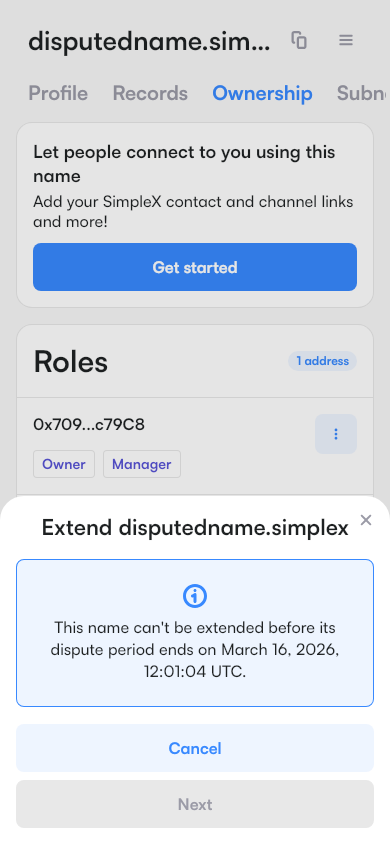 disputedname.sim...
Profile Records Ownership Subn
Let people connect to you using this
name
Add your SimpleX contact and channel links
and more!
Get started
Roles
1 address
0x709...c79C8
Owner Manager
Extend disputedname.simplex
This name can't be extended before its
dispute period ends on March 16, 2026,
12:01:04 UTC.
Cancel
Next